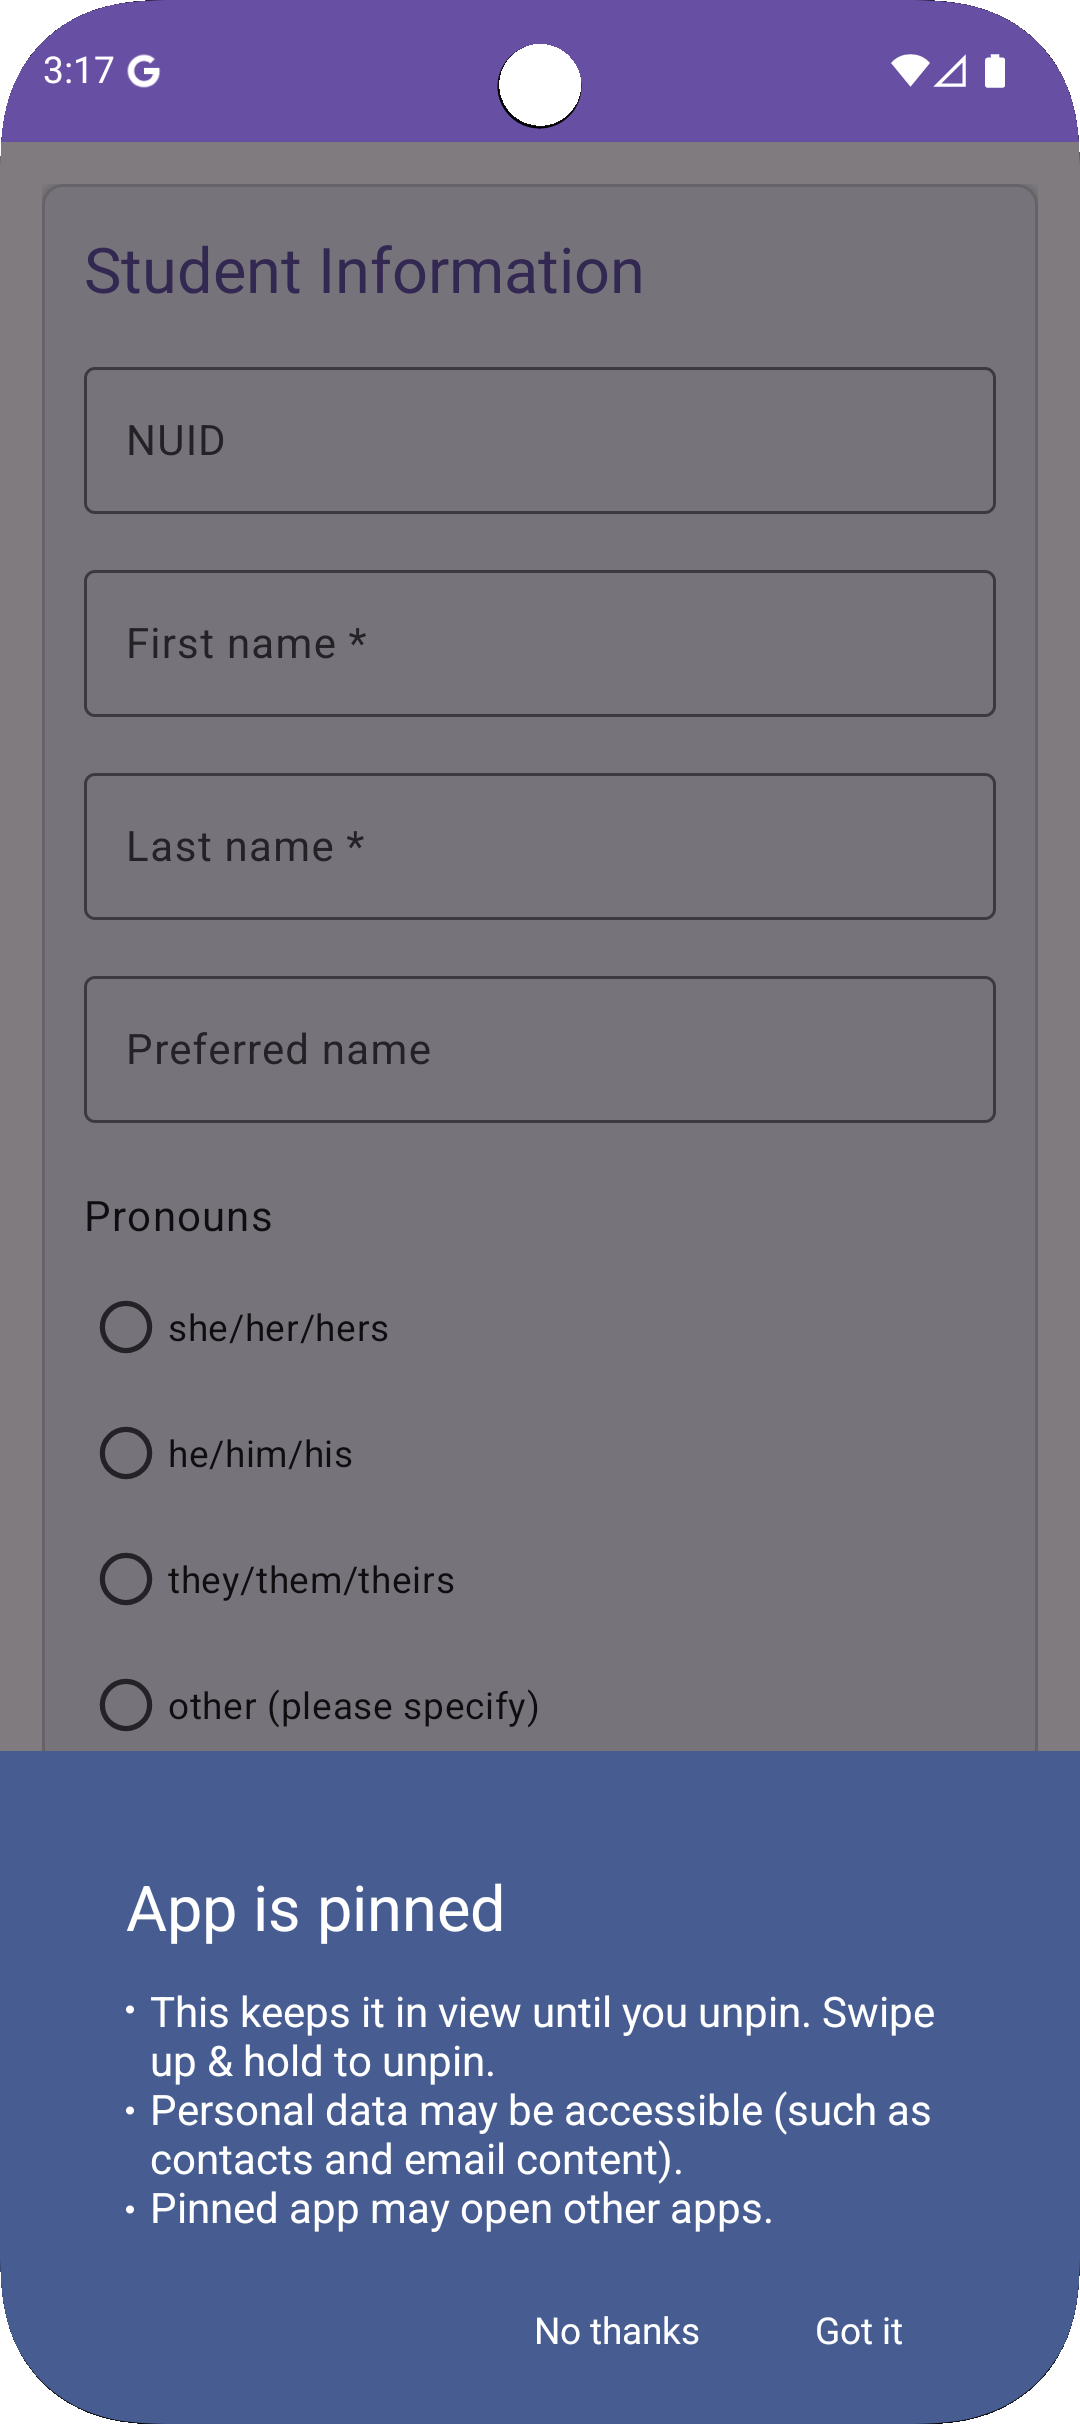 3:17
Student Information
NUID
First name *
Last name *
Preferred name
Pronouns
she/her/hers
he/him/his
they/them/theirs
other (please specify)
App is pinned
• This keeps it in view until you unpin. Swipe
up & hold to unpin.
• Personal data may be accessible (such as
contacts and email content).
• Pinned app may open other apps.
No thanks Got it